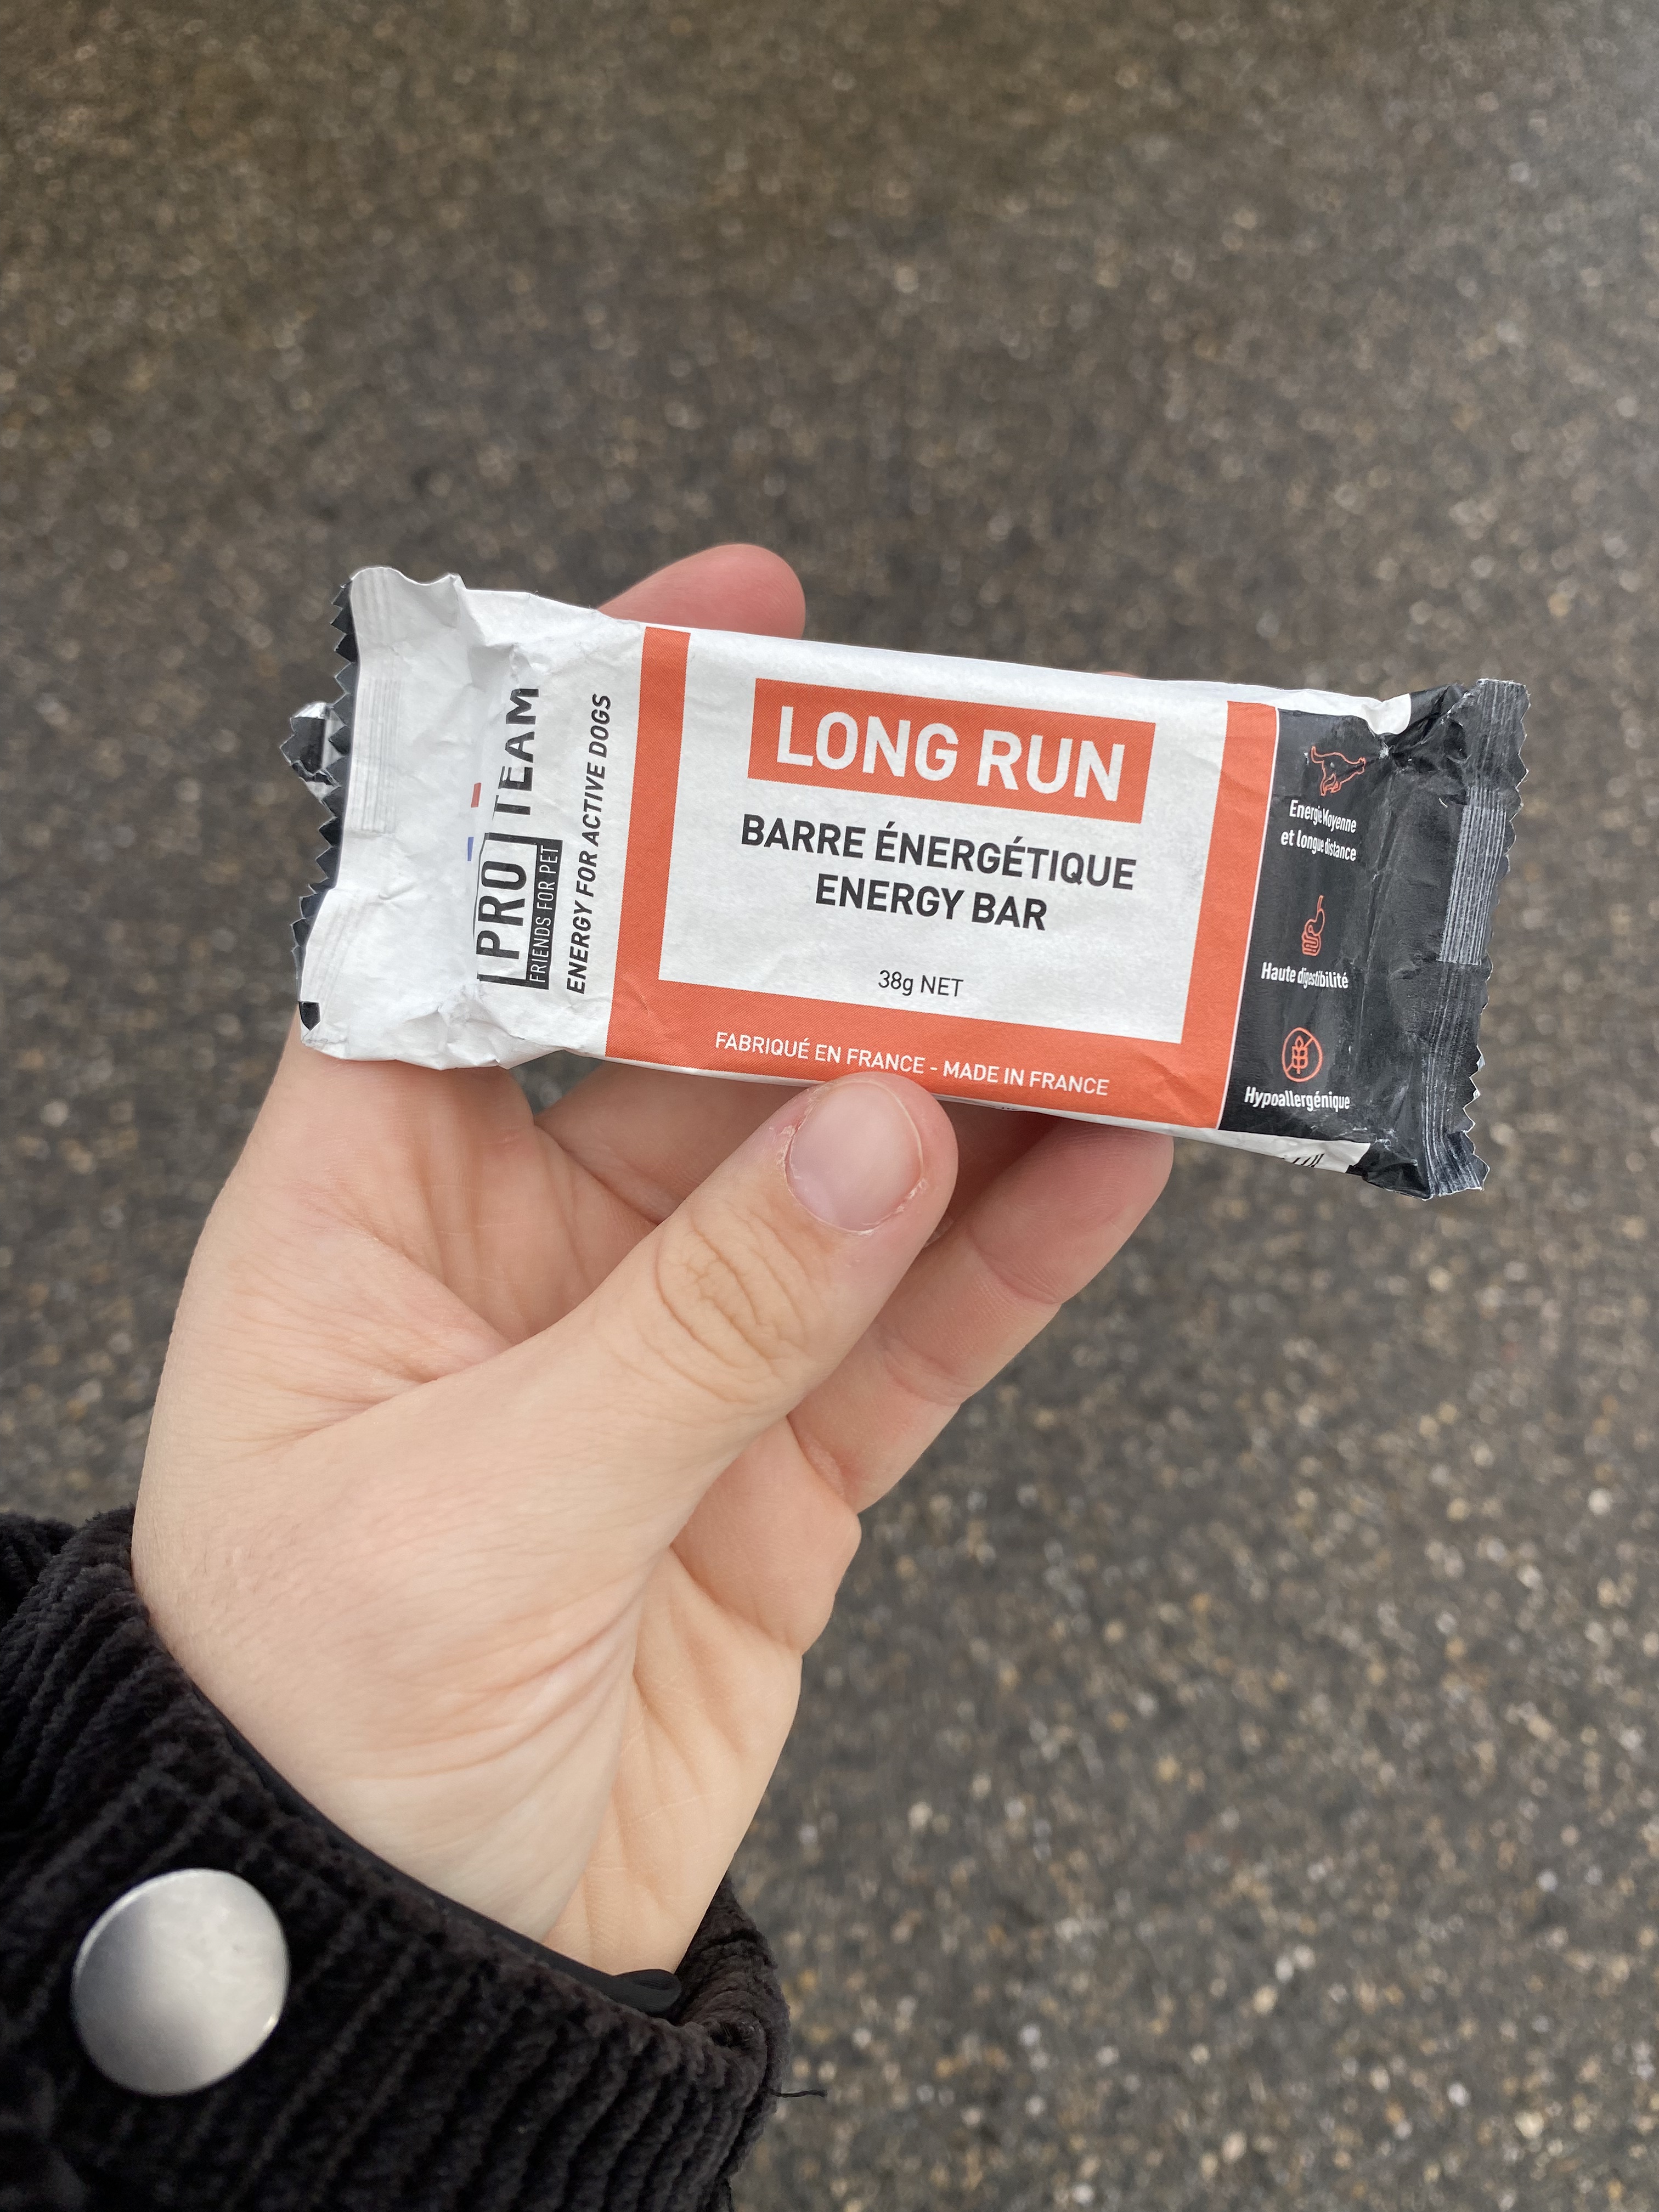 PRO TEAM
FRIENDS FOR PET
ENERGY FOR ACTIVE DOGS
LONG RUN
BARRE ÉNERGÉTIQUE
ENERGY BAR
38g NET
FABRIQUÉ EN FRANCE - MADE IN FRANCE
Energie Moyenne
et longue distance
Haute digestibilité
Hypoallergénique